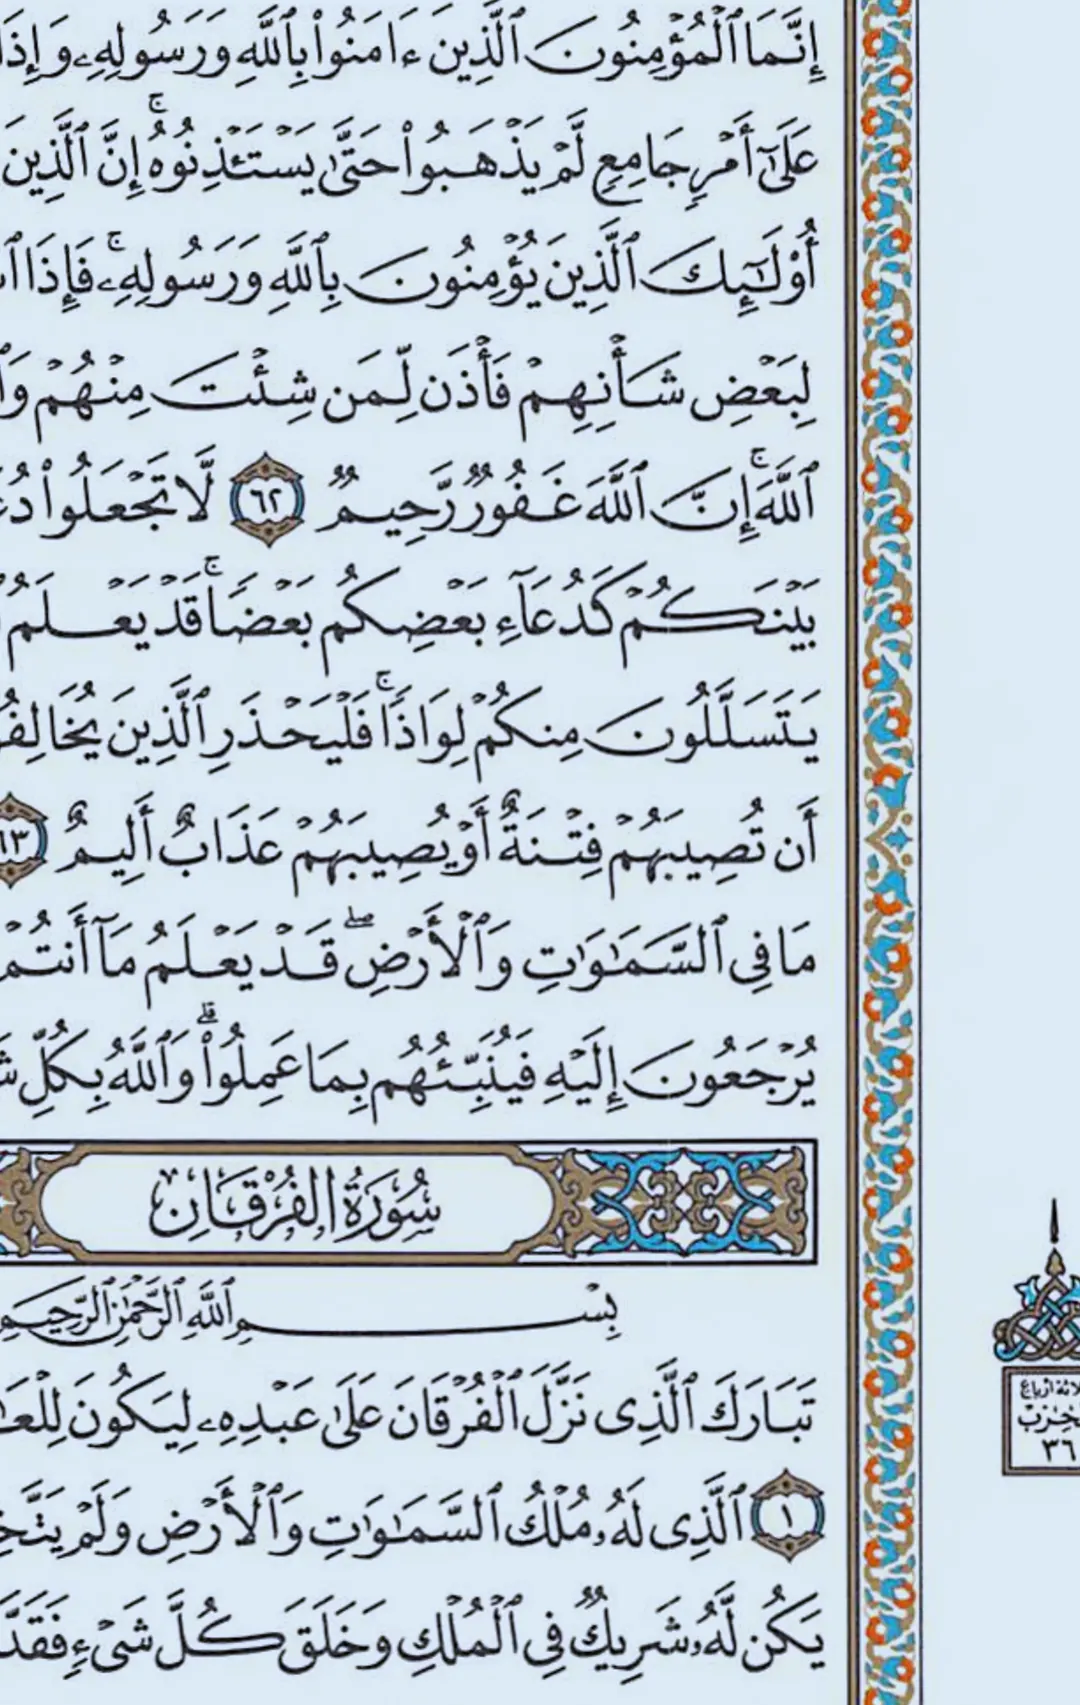 إِنَّمَا ٱلْمُؤْمِنُونَ ٱلَّذِينَ ءَامَنُوا۟ بِٱللَّهِ وَرَسُولِهِۦ وَإِذَا
عَلَىٰٓ أَمْرٍ جَامِعٍ لَّمْ يَذْهَبُوا۟ حَتَّىٰ يَسْتَـْٔذِنُوهُ ۚ إِنَّ ٱلَّذِينَ
أُو۟لَـٰٓئِكَ ٱلَّذِينَ يُؤْمِنُونَ بِٱللَّهِ وَرَسُولِهِۦ ۚ فَإِذَا
لِبَعْضِ شَأْنِهِمْ فَأْذَن لِّمَن شِئْتَ مِنْهُمْ
ٱللَّهَ ۚ إِنَّ ٱللَّهَ غَفُورٌ رَّحِيمٌ ٦٢ لَّا تَجْعَلُوا۟
بَيْنَكُمْ كَدُعَآءِ بَعْضِكُم بَعْضًا ۚ قَدْ يَعْلَمُ
يَتَسَلَّلُونَ مِنكُمْ لِوَاذًا ۚ فَلْيَحْذَرِ ٱلَّذِينَ
أَن تُصِيبَهُمْ فِتْنَةٌ أَوْ يُصِيبَهُمْ عَذَابٌ أَلِيمٌ ٦٣
مَا فِى ٱلسَّمَـٰوَٰتِ وَٱلْأَرْضِ ۖ قَدْ يَعْلَمُ مَآ أَنتُمْ
يُرْجَعُونَ إِلَيْهِ فَيُنَبِّئُهُم بِمَا عَمِلُوا۟ ۗ وَٱللَّهُ بِكُلِّ
سُورَةُ الْفُرْقَانِ
بِسْمِ ٱللَّهِ ٱلرَّحْمَـٰنِ ٱلرَّحِيمِ
تَبَارَكَ ٱلَّذِى نَزَّلَ ٱلْفُرْقَانَ عَلَىٰ عَبْدِهِۦ لِيَكُونَ
١ ٱلَّذِى لَهُۥ مُلْكُ ٱلسَّمَـٰوَٰتِ وَٱلْأَرْضِ وَلَمْ
يَكُن لَّهُۥ شَرِيكٌ فِى ٱلْمُلْكِ وَخَلَقَ كُلَّ شَىْءٍ
أرباع
٣٦